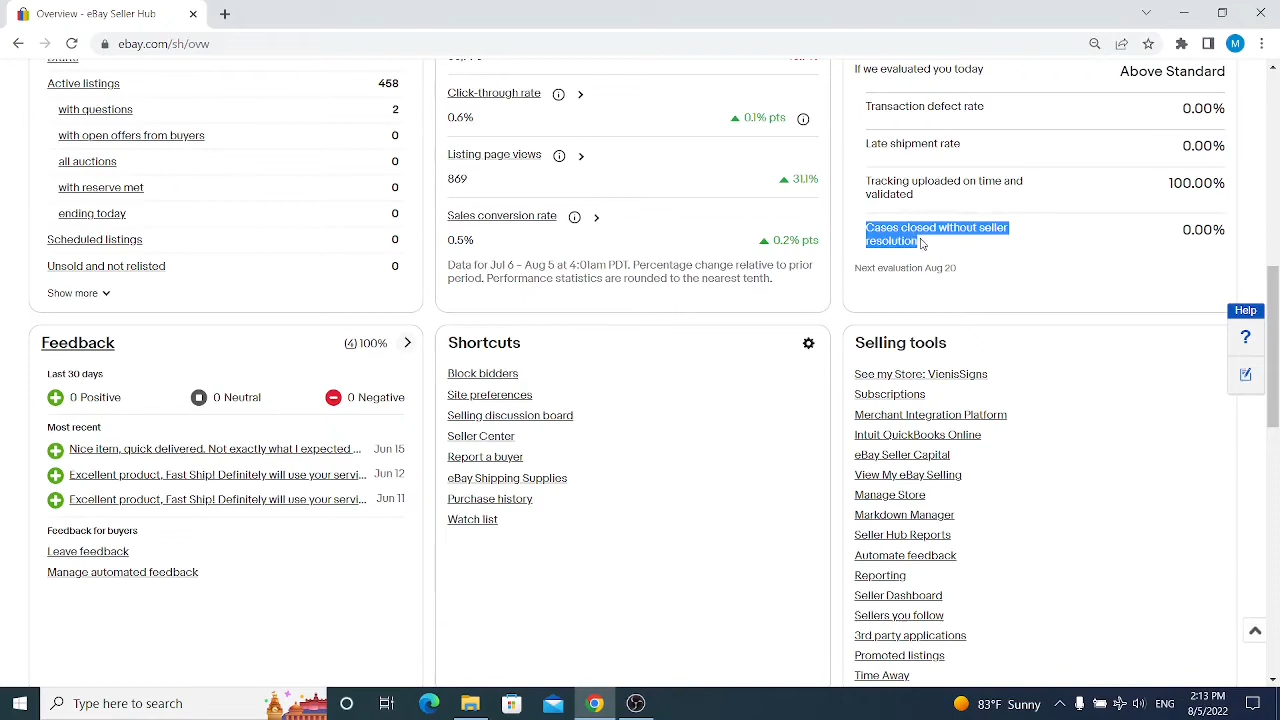 Overview - eBay Seller Hub
ebay.com/sh/ovw
M
Active listings 458
with questions 2
with open offers from buyers 0
all auctions 0
with reserve met 0
ending today 0
Scheduled listings 0
Unsold and not relisted 0
Show more
Click-through rate
0.6% 0.1% pts
Listing page views
869 31.1%
Sales conversion rate
0.5% 0.2% pts
Data for Jul 6 - Aug 5 at 4:01am PDT. Percentage change relative to prior
period. Performance statistics are rounded to the nearest tenth.
If we evaluated you today Above Standard
Transaction defect rate 0.00%
Late shipment rate 0.00%
Tracking uploaded on time and
validated 100.00%
Cases closed without seller
resolution 0.00%
Next evaluation Aug 20
Help
?
Feedback (4) 100%
Last 30 days
0 Positive 0 Neutral 0 Negative
Most recent
Nice item, quick delivered. Not exactly what I expected ... Jun 15
Excellent product, Fast Ship! Definitely will use your servi... Jun 12
Excellent product, Fast Ship! Definitely will use your servi... Jun 11
Feedback for buyers
Leave feedback
Manage automated feedback
Shortcuts
Block bidders
Site preferences
Selling discussion board
Seller Center
Report a buyer
eBay Shipping Supplies
Purchase history
Watch list
Selling tools
See my Store: VienisSigns
Subscriptions
Merchant Integration Platform
Intuit QuickBooks Online
eBay Seller Capital
View My eBay Selling
Manage Store
Markdown Manager
Seller Hub Reports
Automate feedback
Reporting
Seller Dashboard
Sellers you follow
3rd party applications
Promoted listings
Time Away
Type here to search
83°F Sunny
ENG
2:13 PM
8/5/2022